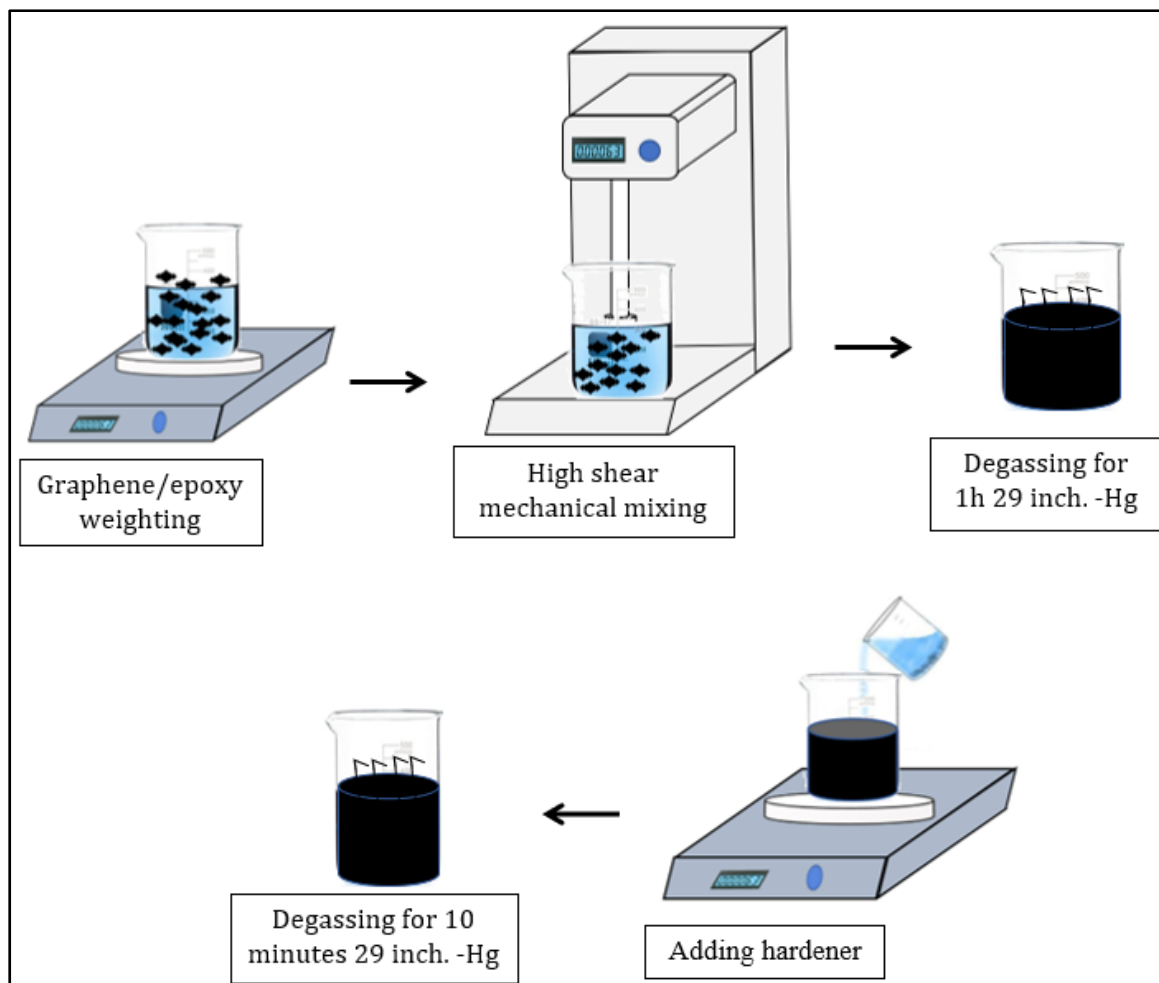 000063
Graphene/epoxy
weighting
High shear
mechanical mixing
Degassing for
1h 29 inch. -Hg
Degassing for 10
minutes 29 inch. -Hg
Adding hardener